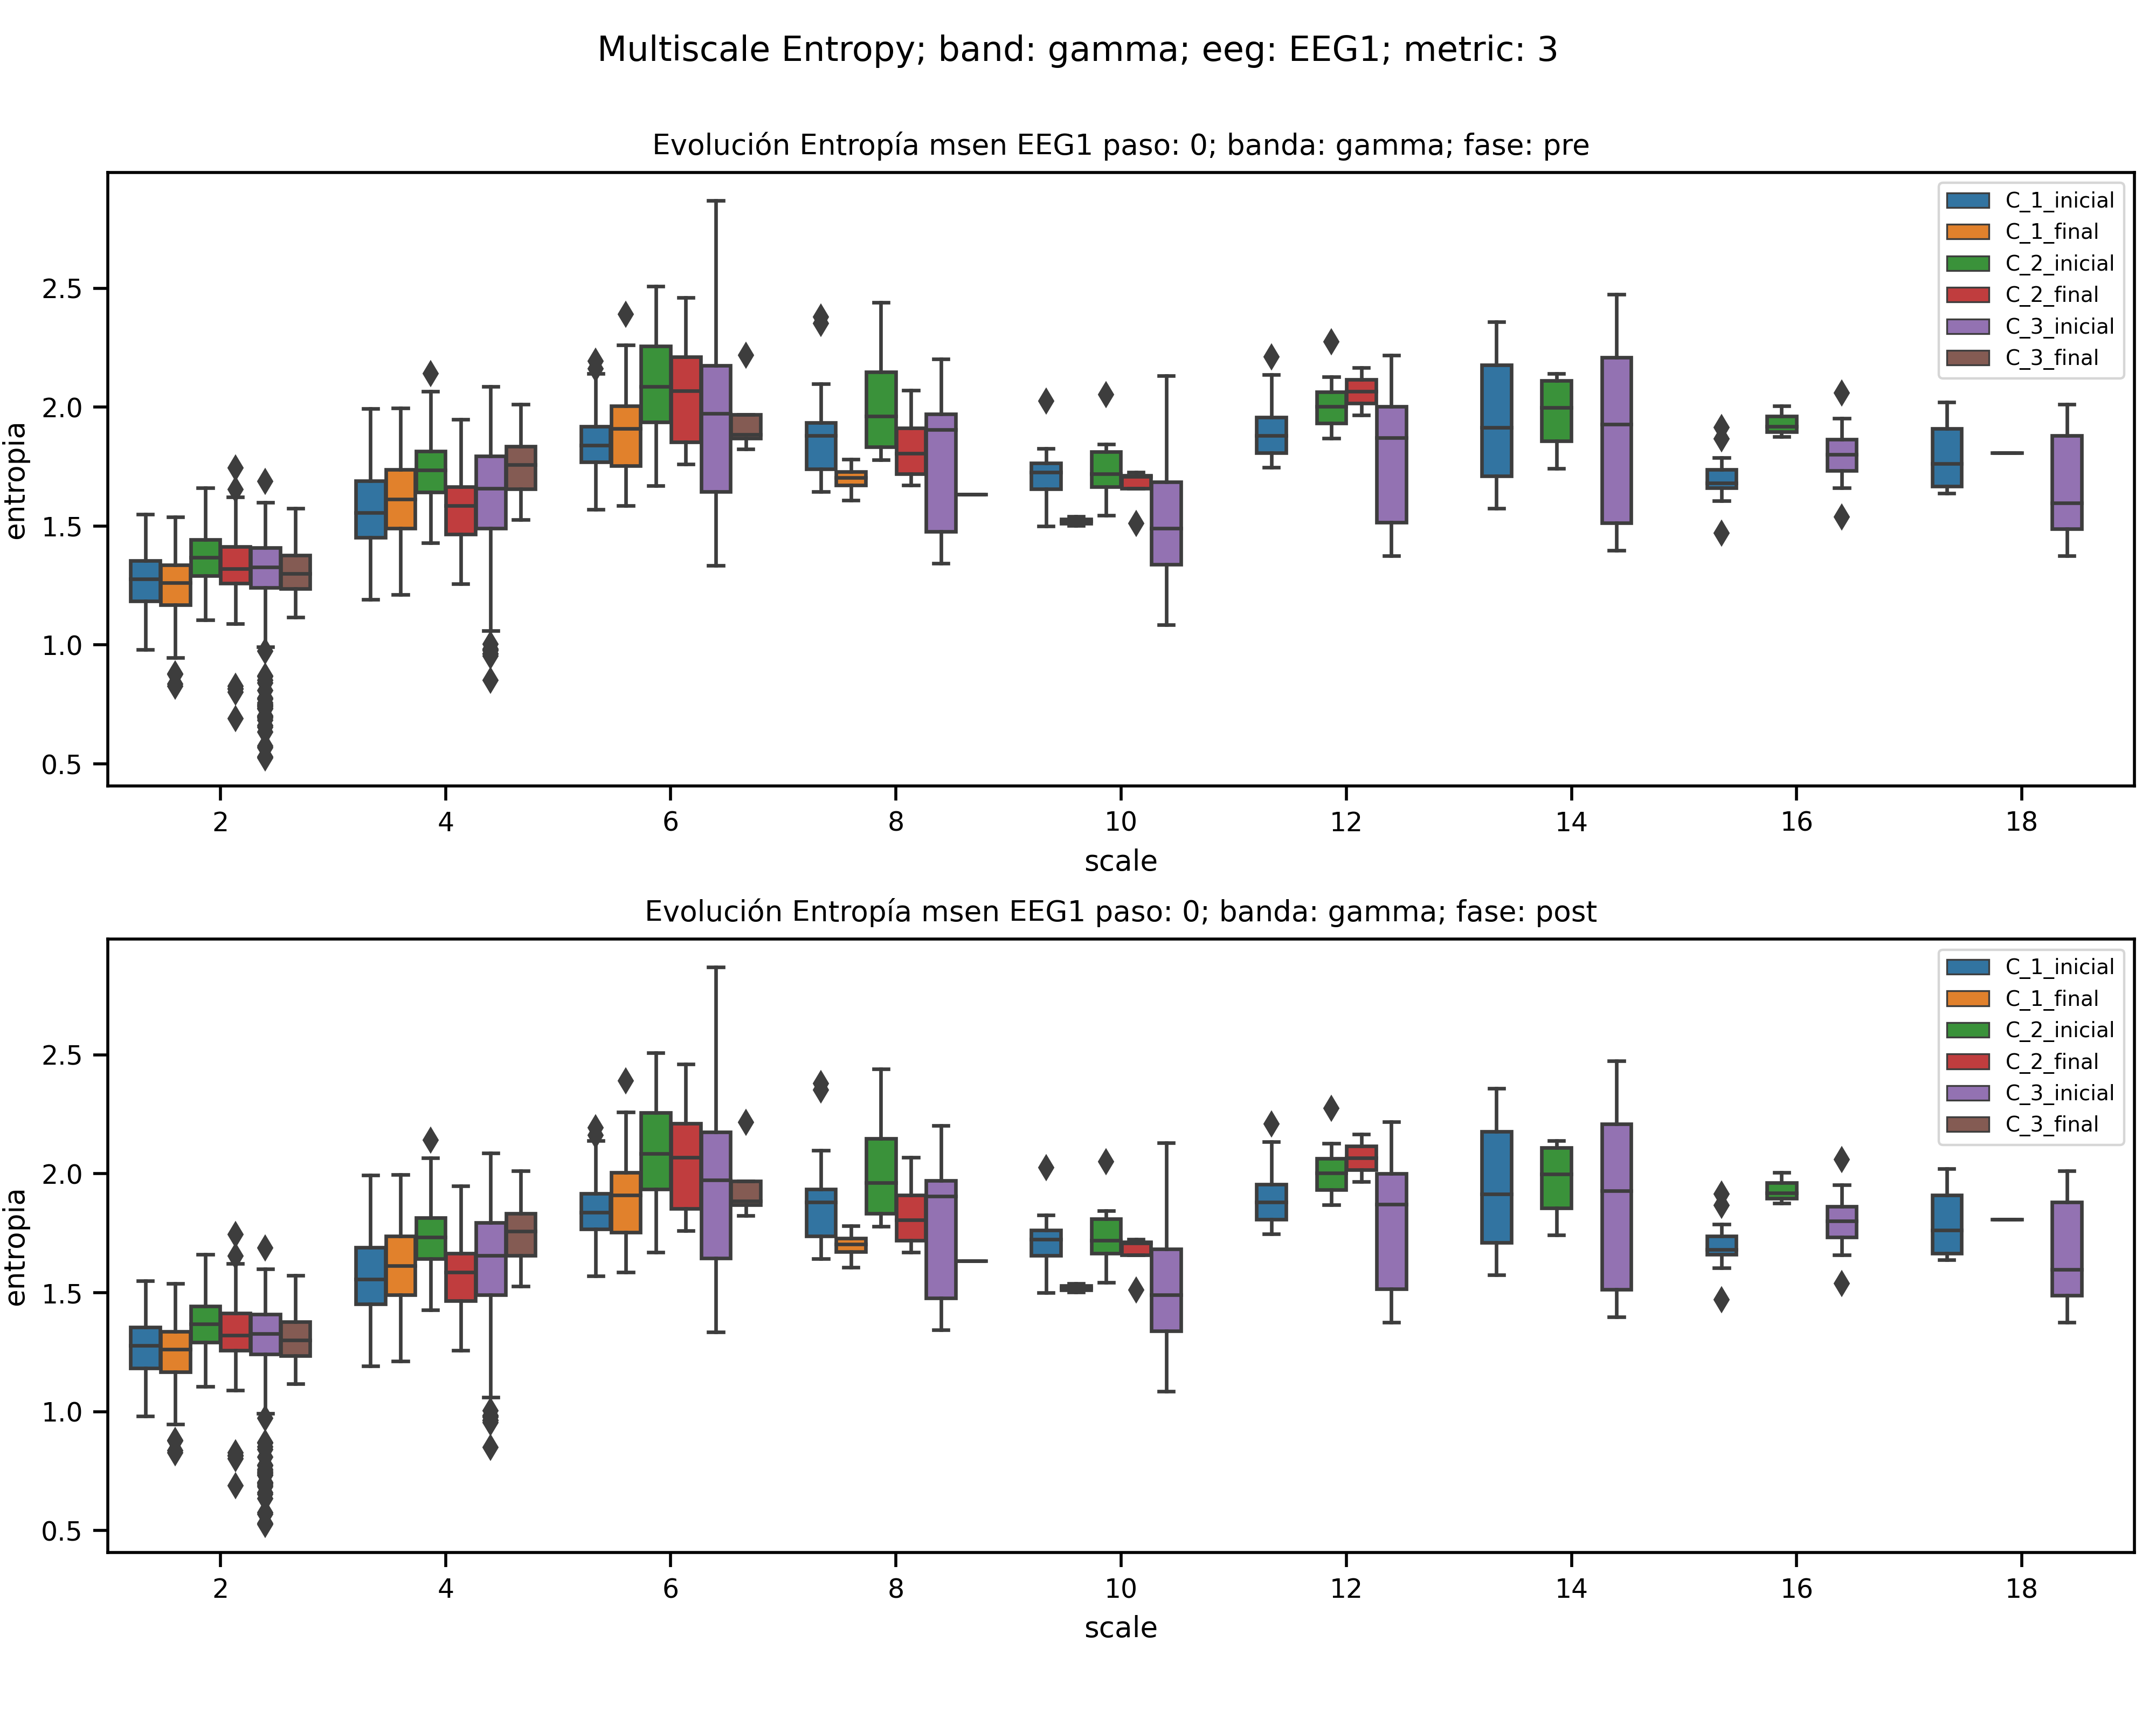 Multiscale Entropy; band: gamma; eeg: EEG1; metric: 3
Evolución Entropía msen EEG1 paso: 0; banda: gamma; fase: pre
entropia
2.5
2.0
1.5
1.0
0.5
C_1_inicial
C_1_final
C_2_inicial
C_2_final
C_3_inicial
C_3_final
2 4 6 8 10 12 14 16 18
scale
Evolución Entropía msen EEG1 paso: 0; banda: gamma; fase: post
entropia
2.5
2.0
1.5
1.0
0.5
C_1_inicial
C_1_final
C_2_inicial
C_2_final
C_3_inicial
C_3_final
2 4 6 8 10 12 14 16 18
scale